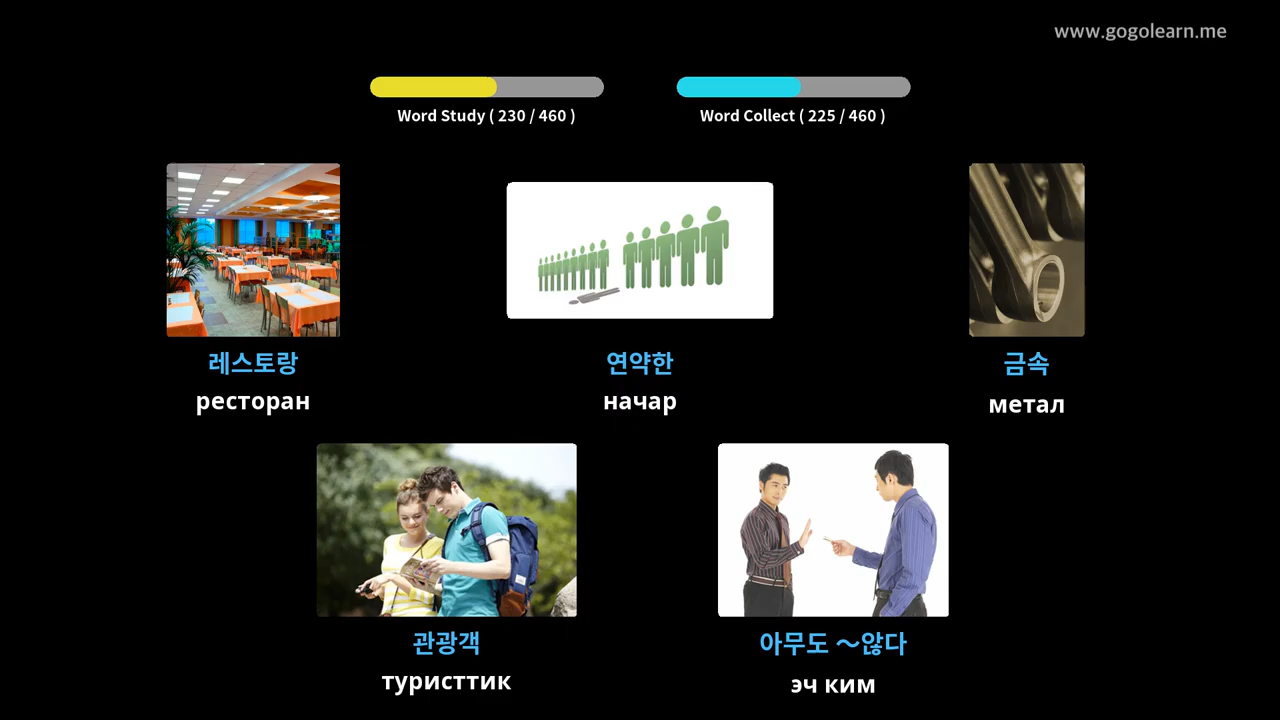 www.gogolearn.me
Word Study ( 230 / 460 )
Word Collect ( 225 / 460 )
레스토랑
ресторан
연약한
начар
금속
метал
관광객
туристтик
아무도 ~않다
эч ким